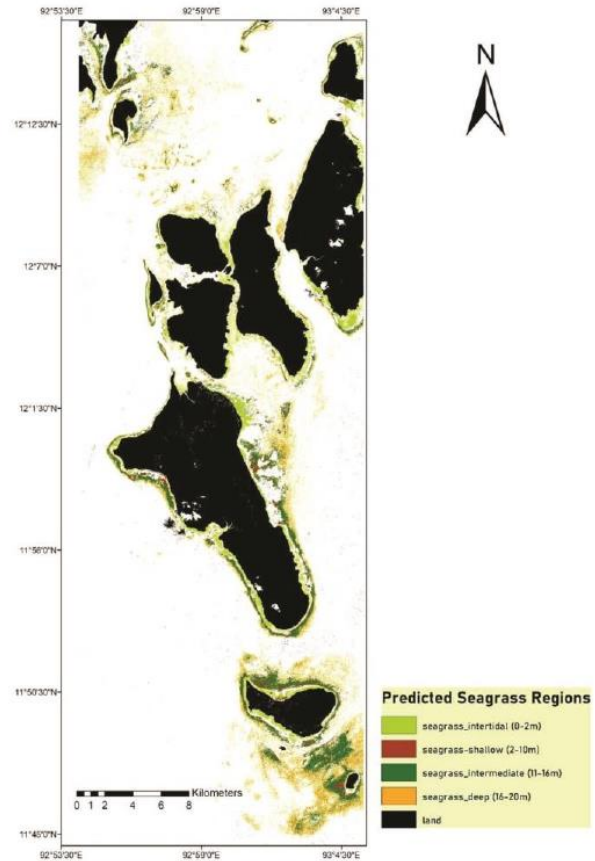 92°53'30"E 92°59'0"E 93°4'30"E
N
12°12'30"N
12°7'0"N
12°1'30"N
11°56'0"N
11°50'30"N
Predicted Seagrass Regions
seagrass_intertidal (0-2m)
seagrass-shallow (2-10m)
seagrass_intermediate (11-16m)
seagrass_deep (16-20m)
land
Kilometers
0 1 2 4 6 8
11°45'0"N
92°53'30"E 92°59'0"E 93°4'30"E